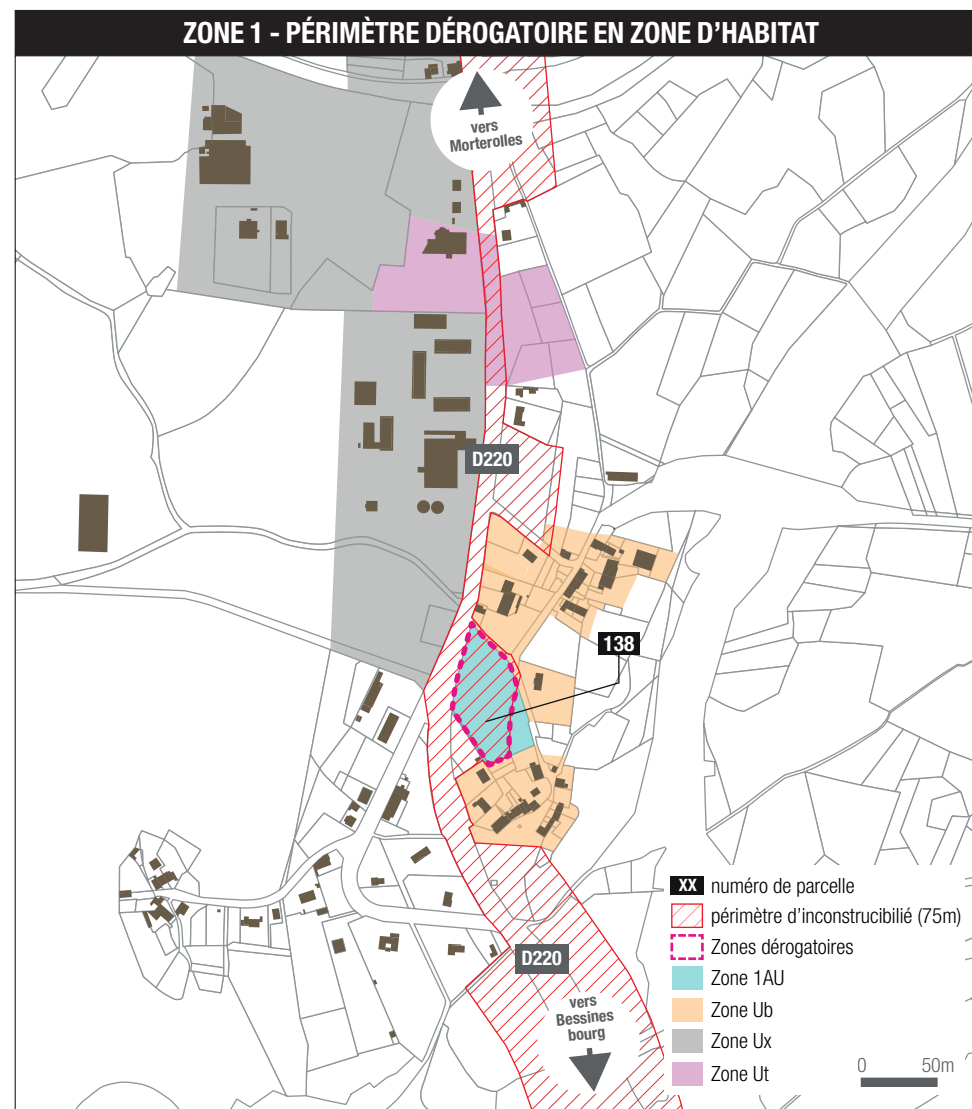 ZONE 1 - PÉRIMÈTRE DÉROGATOIRE EN ZONE D’HABITAT
vers
Morterolles
D220
138
D220
vers
Bessines
bourg
XX numéro de parcelle
périmètre d’inconstrucibilié (75m)
Zones dérogatoires
Zone 1AU
Zone Ub
Zone Ux
Zone Ut
0 50m